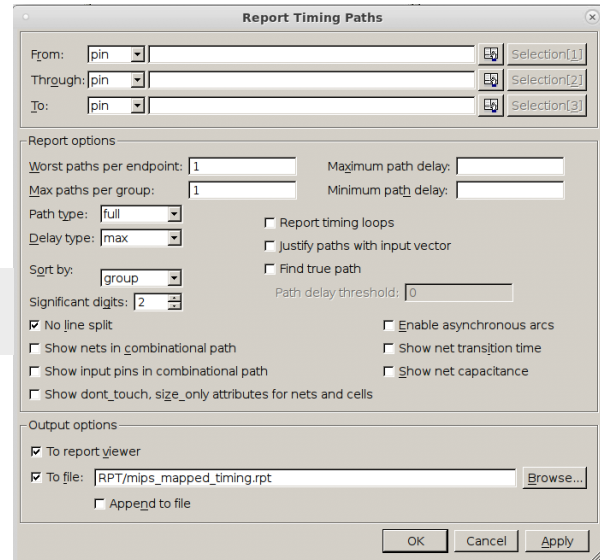 Report Timing Paths
From: pin Selection[1]
Through: pin Selection[2]
To: pin Selection[3]
Report options
Worst paths per endpoint: 1 Maximum path delay:
Max paths per group: 1 Minimum path delay:
Path type: full
Report timing loops
Delay type: max
Justify paths with input vector
Sort by: group
Find true path
Path delay threshold: 0
Significant digits: 2
No line split Enable asynchronous arcs
Show nets in combinational path Show net transition time
Show input pins in combinational path Show net capacitance
Show dont_touch, size_only attributes for nets and cells
Output options
To report viewer
To file: RPT/mips_mapped_timing.rpt Browse...
Append to file
OK Cancel Apply